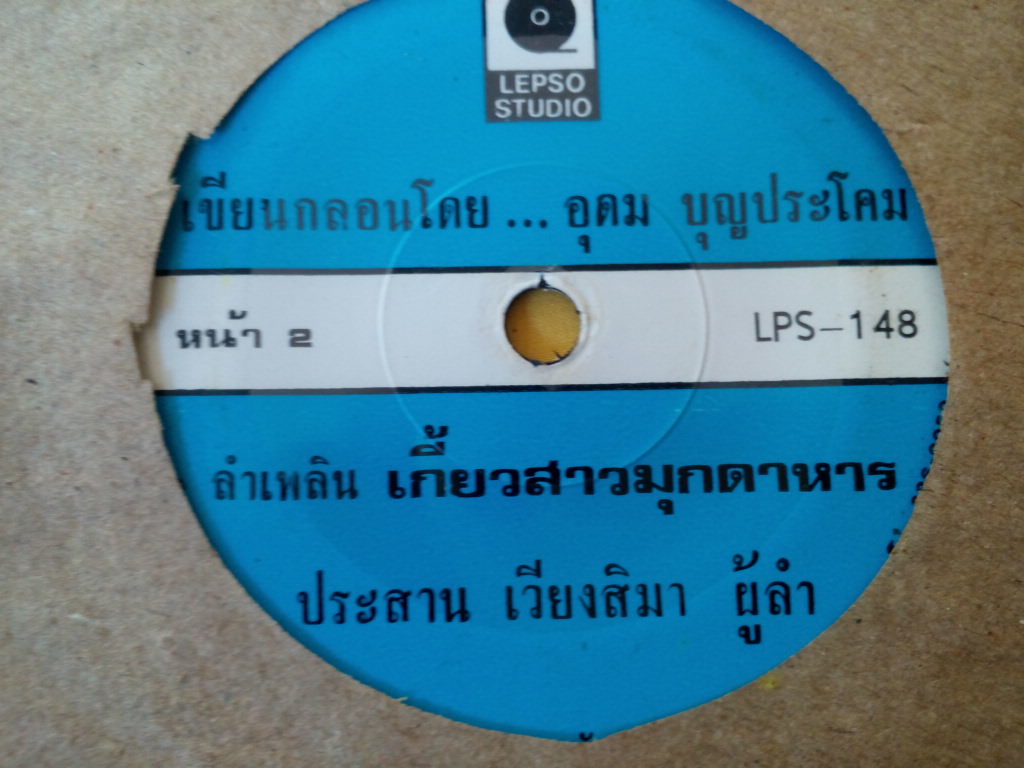 LEPSO
STUDIO
เขียนกลอนโดย ... อุดม บุญประโคม
หน้า 2 LPS-148
ลำเพลิน เกี้ยวสาวมุกดาหาร
ประสาน เวียงสิมา ผู้ลำ